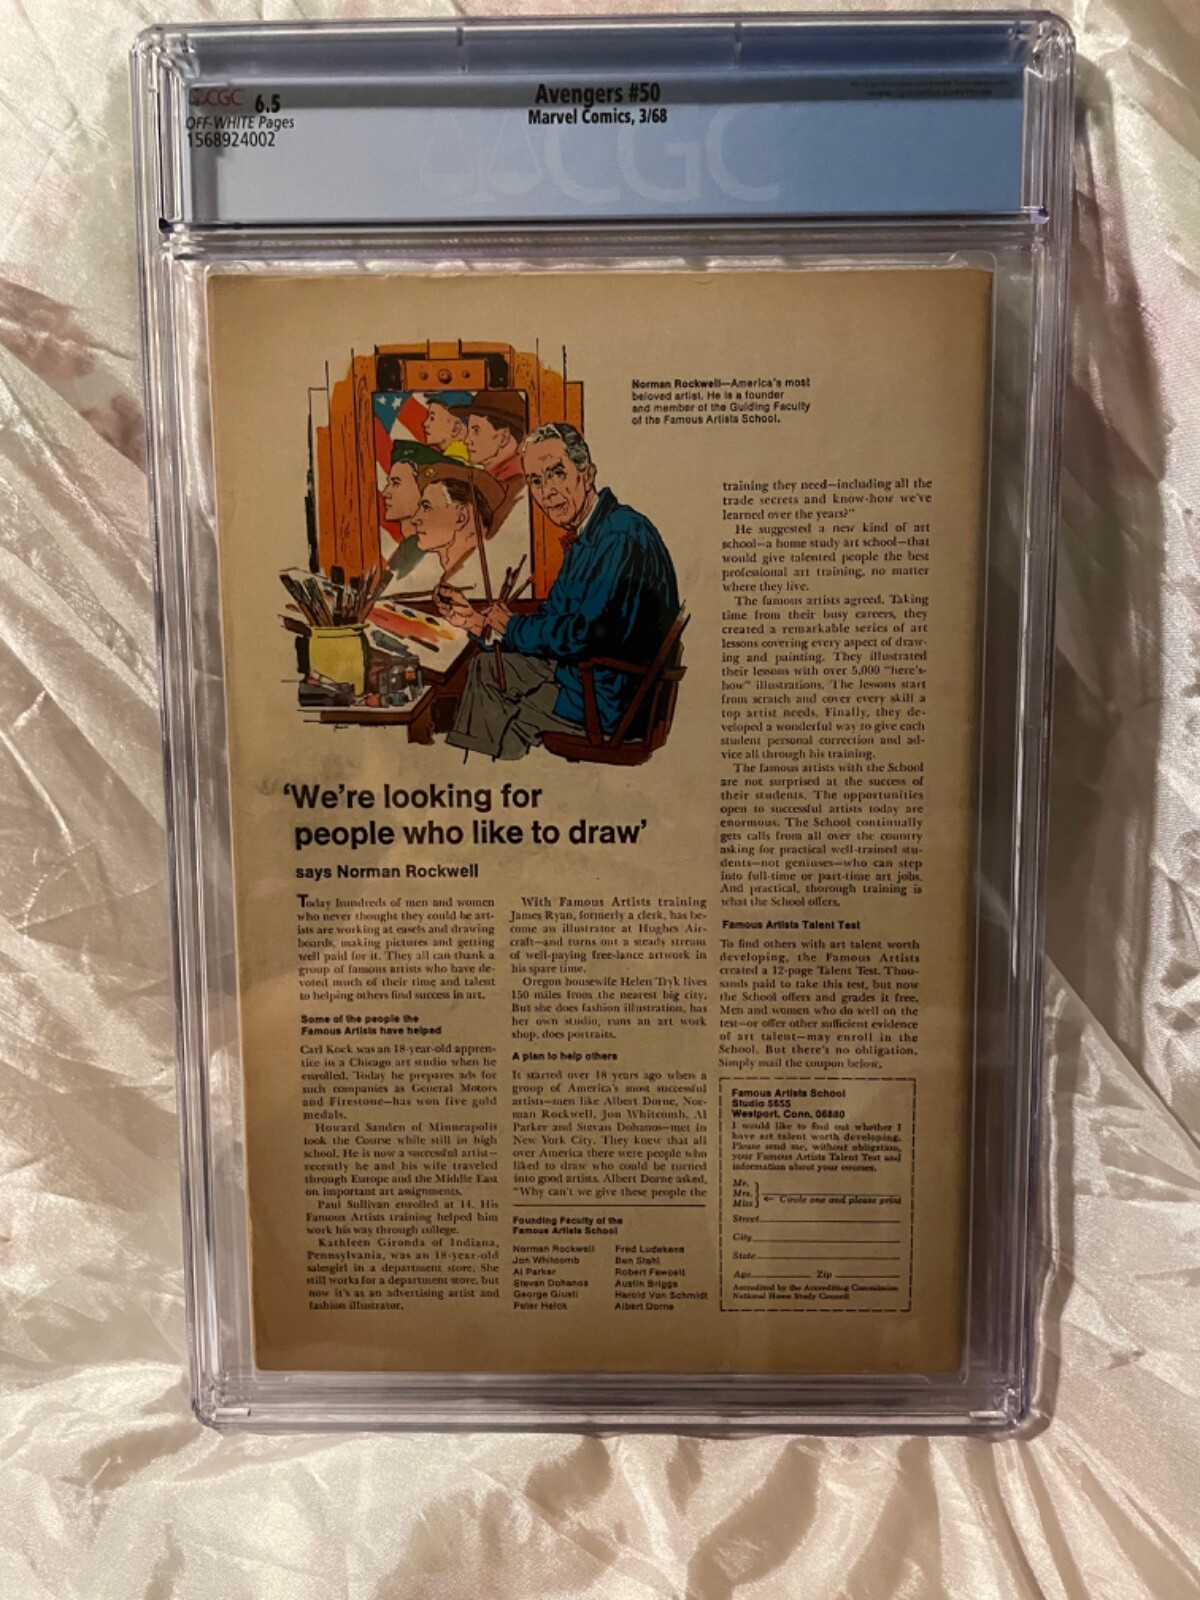 CGC 6.5
OFF-WHITE Pages
1568924002
Avengers #50
Marvel Comics, 3/68
CGC
Norman Rockwell—America's most
beloved artist. He is a founder
and member of the Guiding Faculty
of the Famous Artists School.
'We're looking for
people who like to draw'
says Norman Rockwell
Today hundreds of men and women
who never thought they could be art-
ists are working at easels and drawing
boards, making pictures and getting
well paid for it. They all can thank a
group of famous artists who have de-
voted much of their time and talent
to helping others find success in art.
Some of the people the
Famous Artists have helped
Carl Kock was an 18-year-old appren-
tice in a Chicago art studio when he
enrolled. Today he prepares ads for
such companies as General Motors
and Firestone—has won five gold
medals.
Howard Sanden of Minneapolis
took the Course while still in high
school. He is now a successful artist—
recently he and his wife traveled
through Europe and the Middle East
on important art assignments.
Paul Sullivan enrolled at 14. His
Famous Artists training helped him
work his way through college.
Kathleen Gironda of Indiana,
Pennsylvania, was an 18-year-old
salesgirl in a department store. She
still works for a department store, but
now it's as an advertising artist and
fashion illustrator.
With Famous Artists training
James Ryan, formerly a clerk, has be-
come an illustrator at Hughes Air-
craft—and turns out a steady stream
of well-paying free-lance artwork in
his spare time.
Oregon housewife Helen Tryk lives
150 miles from the nearest big city.
But she does fashion illustration, has
her own studio, runs an art work
shop, does portraits.
A plan to help others
It started over 18 years ago when a
group of America's most successful
artists—men like Albert Dorne, Nor-
man Rockwell, Jon Whitcomb, Al
Parker and Stevan Dohanos—met in
New York City. They knew that all
over America there were people who
liked to draw who could be turned
into good artists. Albert Dorne asked,
"Why can't we give these people the
Founding Faculty of the
Famous Artists School
Norman Rockwell
Jon Whitcomb
Al Parker
Stevan Dohanos
George Giusti
Peter Helck
Fred Ludekens
Ben Stahl
Robert Fawcett
Austin Briggs
Harold Von Schmidt
Albert Dorne
training they need—including all the
trade secrets and know-how we've
learned over the years?"
He suggested a new kind of art
school—a home study art school—that
would give talented people the best
professional art training, no matter
where they live.
The famous artists agreed. Taking
time from their busy careers, they
created a remarkable series of art
lessons covering every aspect of draw-
ing and painting. They illustrated
their lessons with over 5,000 "here's-
how" illustrations. The lessons start
from scratch and cover every skill a
top artist needs. Finally, they de-
veloped a wonderful way to give each
student personal correction and ad-
vice all through his training.
The famous artists with the School
are not surprised at the success of
their students. The opportunities
open to successful artists today are
enormous. The School continually
gets calls from all over the country
asking for practical well-trained stu-
dents—not geniuses—who can step
into full-time or part-time art jobs.
And practical, thorough training is
what the School offers.
Famous Artists Talent Test
To find others with art talent worth
developing, the Famous Artists
created a 12-page Talent Test. Thou-
sands paid to take this test, but now
the School offers and grades it free.
Men and women who do well on the
test—or offer other sufficient evidence
of art talent—may enroll in the
School. But there's no obligation.
Simply mail the coupon below.
Famous Artists School
Studio 5655
Westport, Conn. 06880
I would like to find out whether I
have art talent worth developing.
Please send me, without obligation,
your Famous Artists Talent Test and
information about your courses.
Mr.
Mrs. ← Circle one and please print
Miss
Street
City
State
Age Zip
Accredited by the Accrediting Commission
National Home Study Council